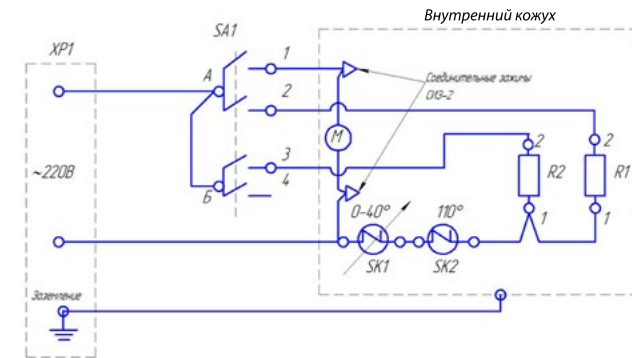 Внутренний кожух
SA1
XP1
А
1
2
Соединительные зажимы
СИЗ-2
М
~220В
3
4
Б
2
R2
2
R1
0-40°
110°
1
1
SK1
SK2
Заземление